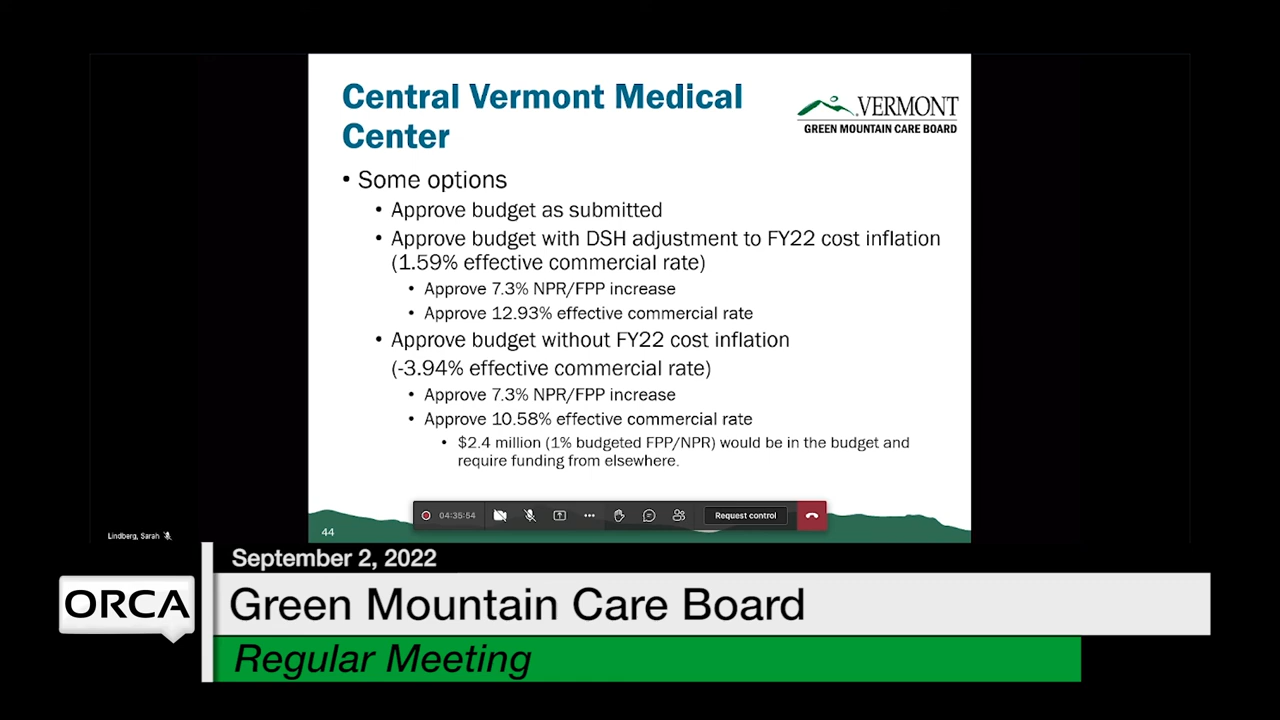 Central Vermont Medical
Center
VERMONT
GREEN MOUNTAIN CARE BOARD
• Some options
• Approve budget as submitted
• Approve budget with DSH adjustment to FY22 cost inflation
(1.59% effective commercial rate)
• Approve 7.3% NPR/FPP increase
• Approve 12.93% effective commercial rate
• Approve budget without FY22 cost inflation
(-3.94% effective commercial rate)
• Approve 7.3% NPR/FPP increase
• Approve 10.58% effective commercial rate
• $2.4 million (1% budgeted FPP/NPR) would be in the budget and
require funding from elsewhere.
04:35:54
Request control
44
Lindberg, Sarah
September 2, 2022
ORCA
Green Mountain Care Board
Regular Meeting